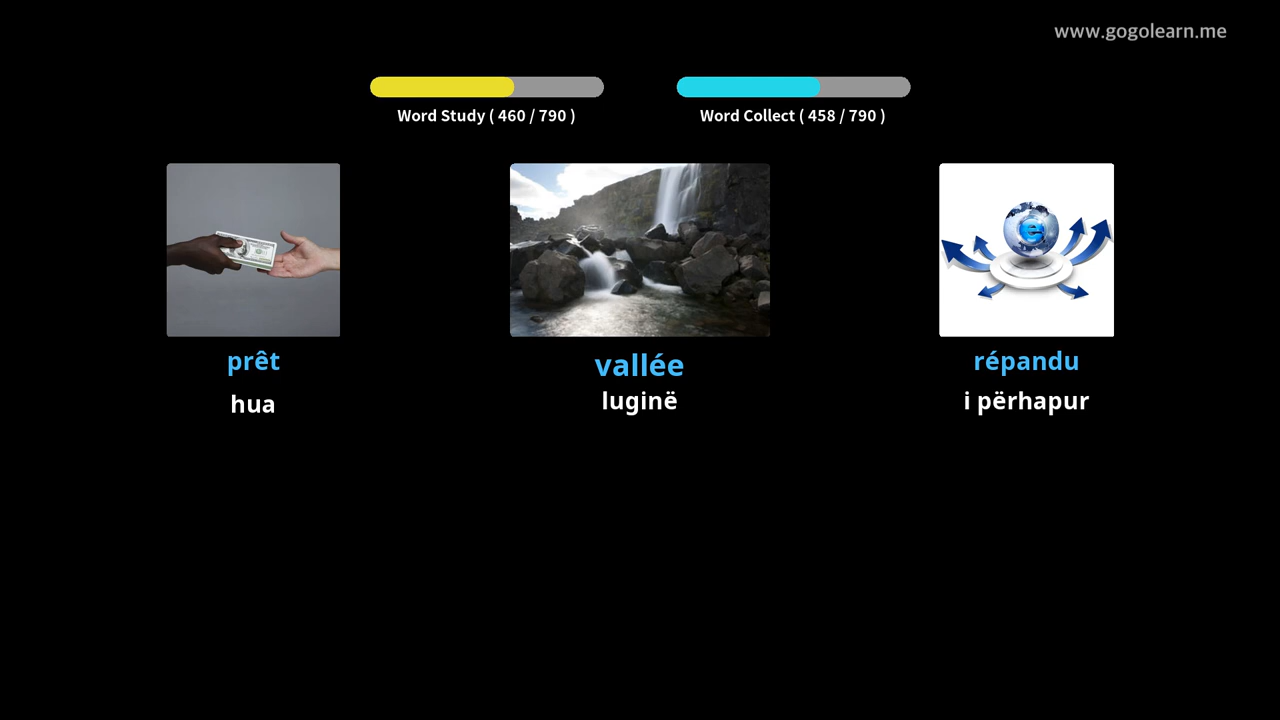 www.gogolearn.me
Word Study ( 460 / 790 )
Word Collect ( 458 / 790 )
prêt
hua
vallée
luginë
répandu
i përhapur